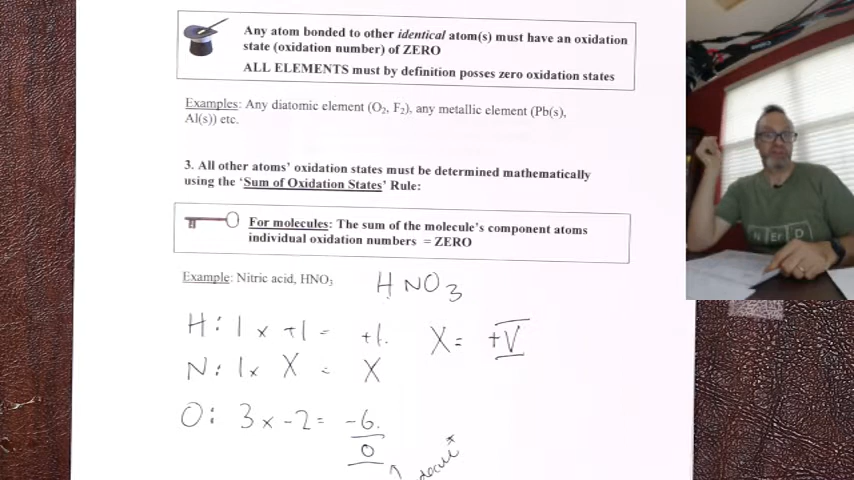 Any atom bonded to other identical atom(s) must have an oxidation
state (oxidation number) of ZERO
ALL ELEMENTS must by definition posses zero oxidation states
Examples: Any diatomic element (O₂, F₂), any metallic element (Pb(s),
Al(s)) etc.
3. All other atoms' oxidation states must be determined mathematically
using the 'Sum of Oxidation States' Rule:
For molecules: The sum of the molecule's component atoms
individual oxidation numbers = ZERO
Example: Nitric acid, HNO₃
HNO₃
H: 1 x +1 = +1.
X = +V
N: 1 x X = X
O: 3 x -2 = -6.
0
N Er D